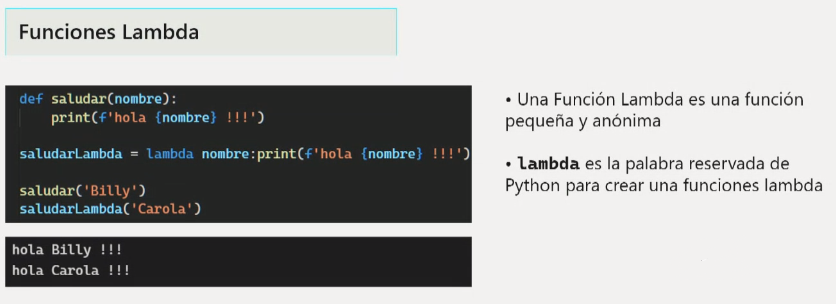 Funciones Lambda
def saludar(nombre):
    print(f'hola {nombre} !!!')
saludarLambda = lambda nombre:print(f'hola {nombre} !!!')
saludar('Billy')
saludarLambda('Carola')
hola Billy !!!
hola Carola !!!
• Una Función Lambda es una función
pequeña y anónima
• lambda es la palabra reservada de
Python para crear una funciones lambda